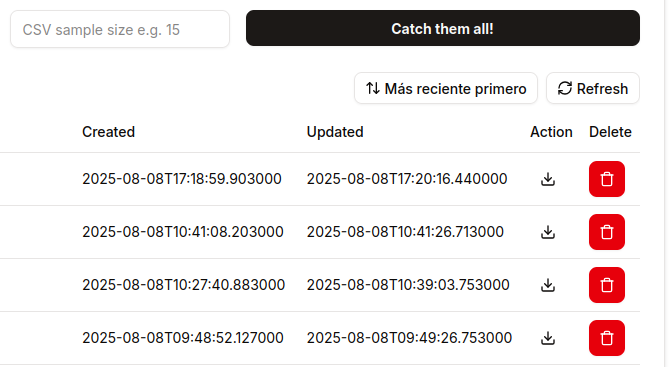 CSV sample size e.g. 15 Catch them all!
Más reciente primero Refresh
Created Updated Action Delete
2025-08-08T17:18:59.903000 2025-08-08T17:20:16.440000
2025-08-08T10:41:08.203000 2025-08-08T10:41:26.713000
2025-08-08T10:27:40.883000 2025-08-08T10:39:03.753000
2025-08-08T09:48:52.127000 2025-08-08T09:49:26.753000